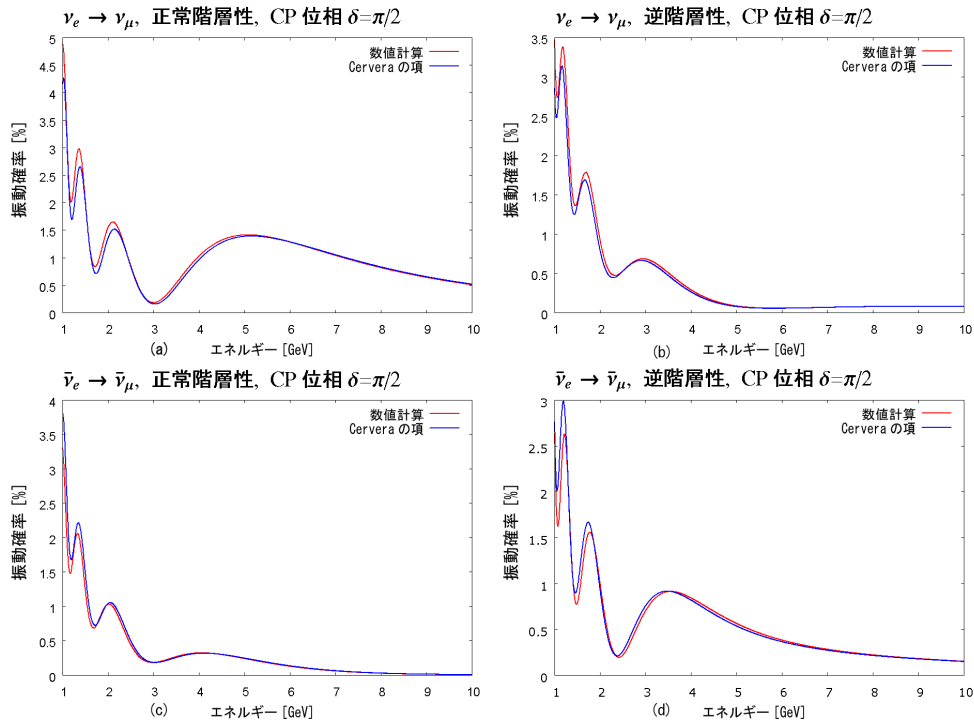 νe → νμ, 正常階層性, CP 位相 δ=π/2
数値計算
Cervera の項
振動確率 [%]
5
4.5
4
3.5
3
2.5
2
1.5
1
0.5
0
1 2 3 4 5 6 7 8 9 10
(a) エネルギー [GeV]
νe → νμ, 逆階層性, CP 位相 δ=π/2
数値計算
Cervera の項
振動確率 [%]
3.5
3
2.5
2
1.5
1
0.5
0
1 2 3 4 5 6 7 8 9 10
(b) エネルギー [GeV]
ν̄e → ν̄μ, 正常階層性, CP 位相 δ=π/2
数値計算
Cervera の項
振動確率 [%]
4
3.5
3
2.5
2
1.5
1
0.5
0
1 2 3 4 5 6 7 8 9 10
(c) エネルギー [GeV]
ν̄e → ν̄μ, 逆階層性, CP 位相 δ=π/2
数値計算
Cervera の項
振動確率 [%]
3
2.5
2
1.5
1
0.5
0
1 2 3 4 5 6 7 8 9 10
(d) エネルギー [GeV]